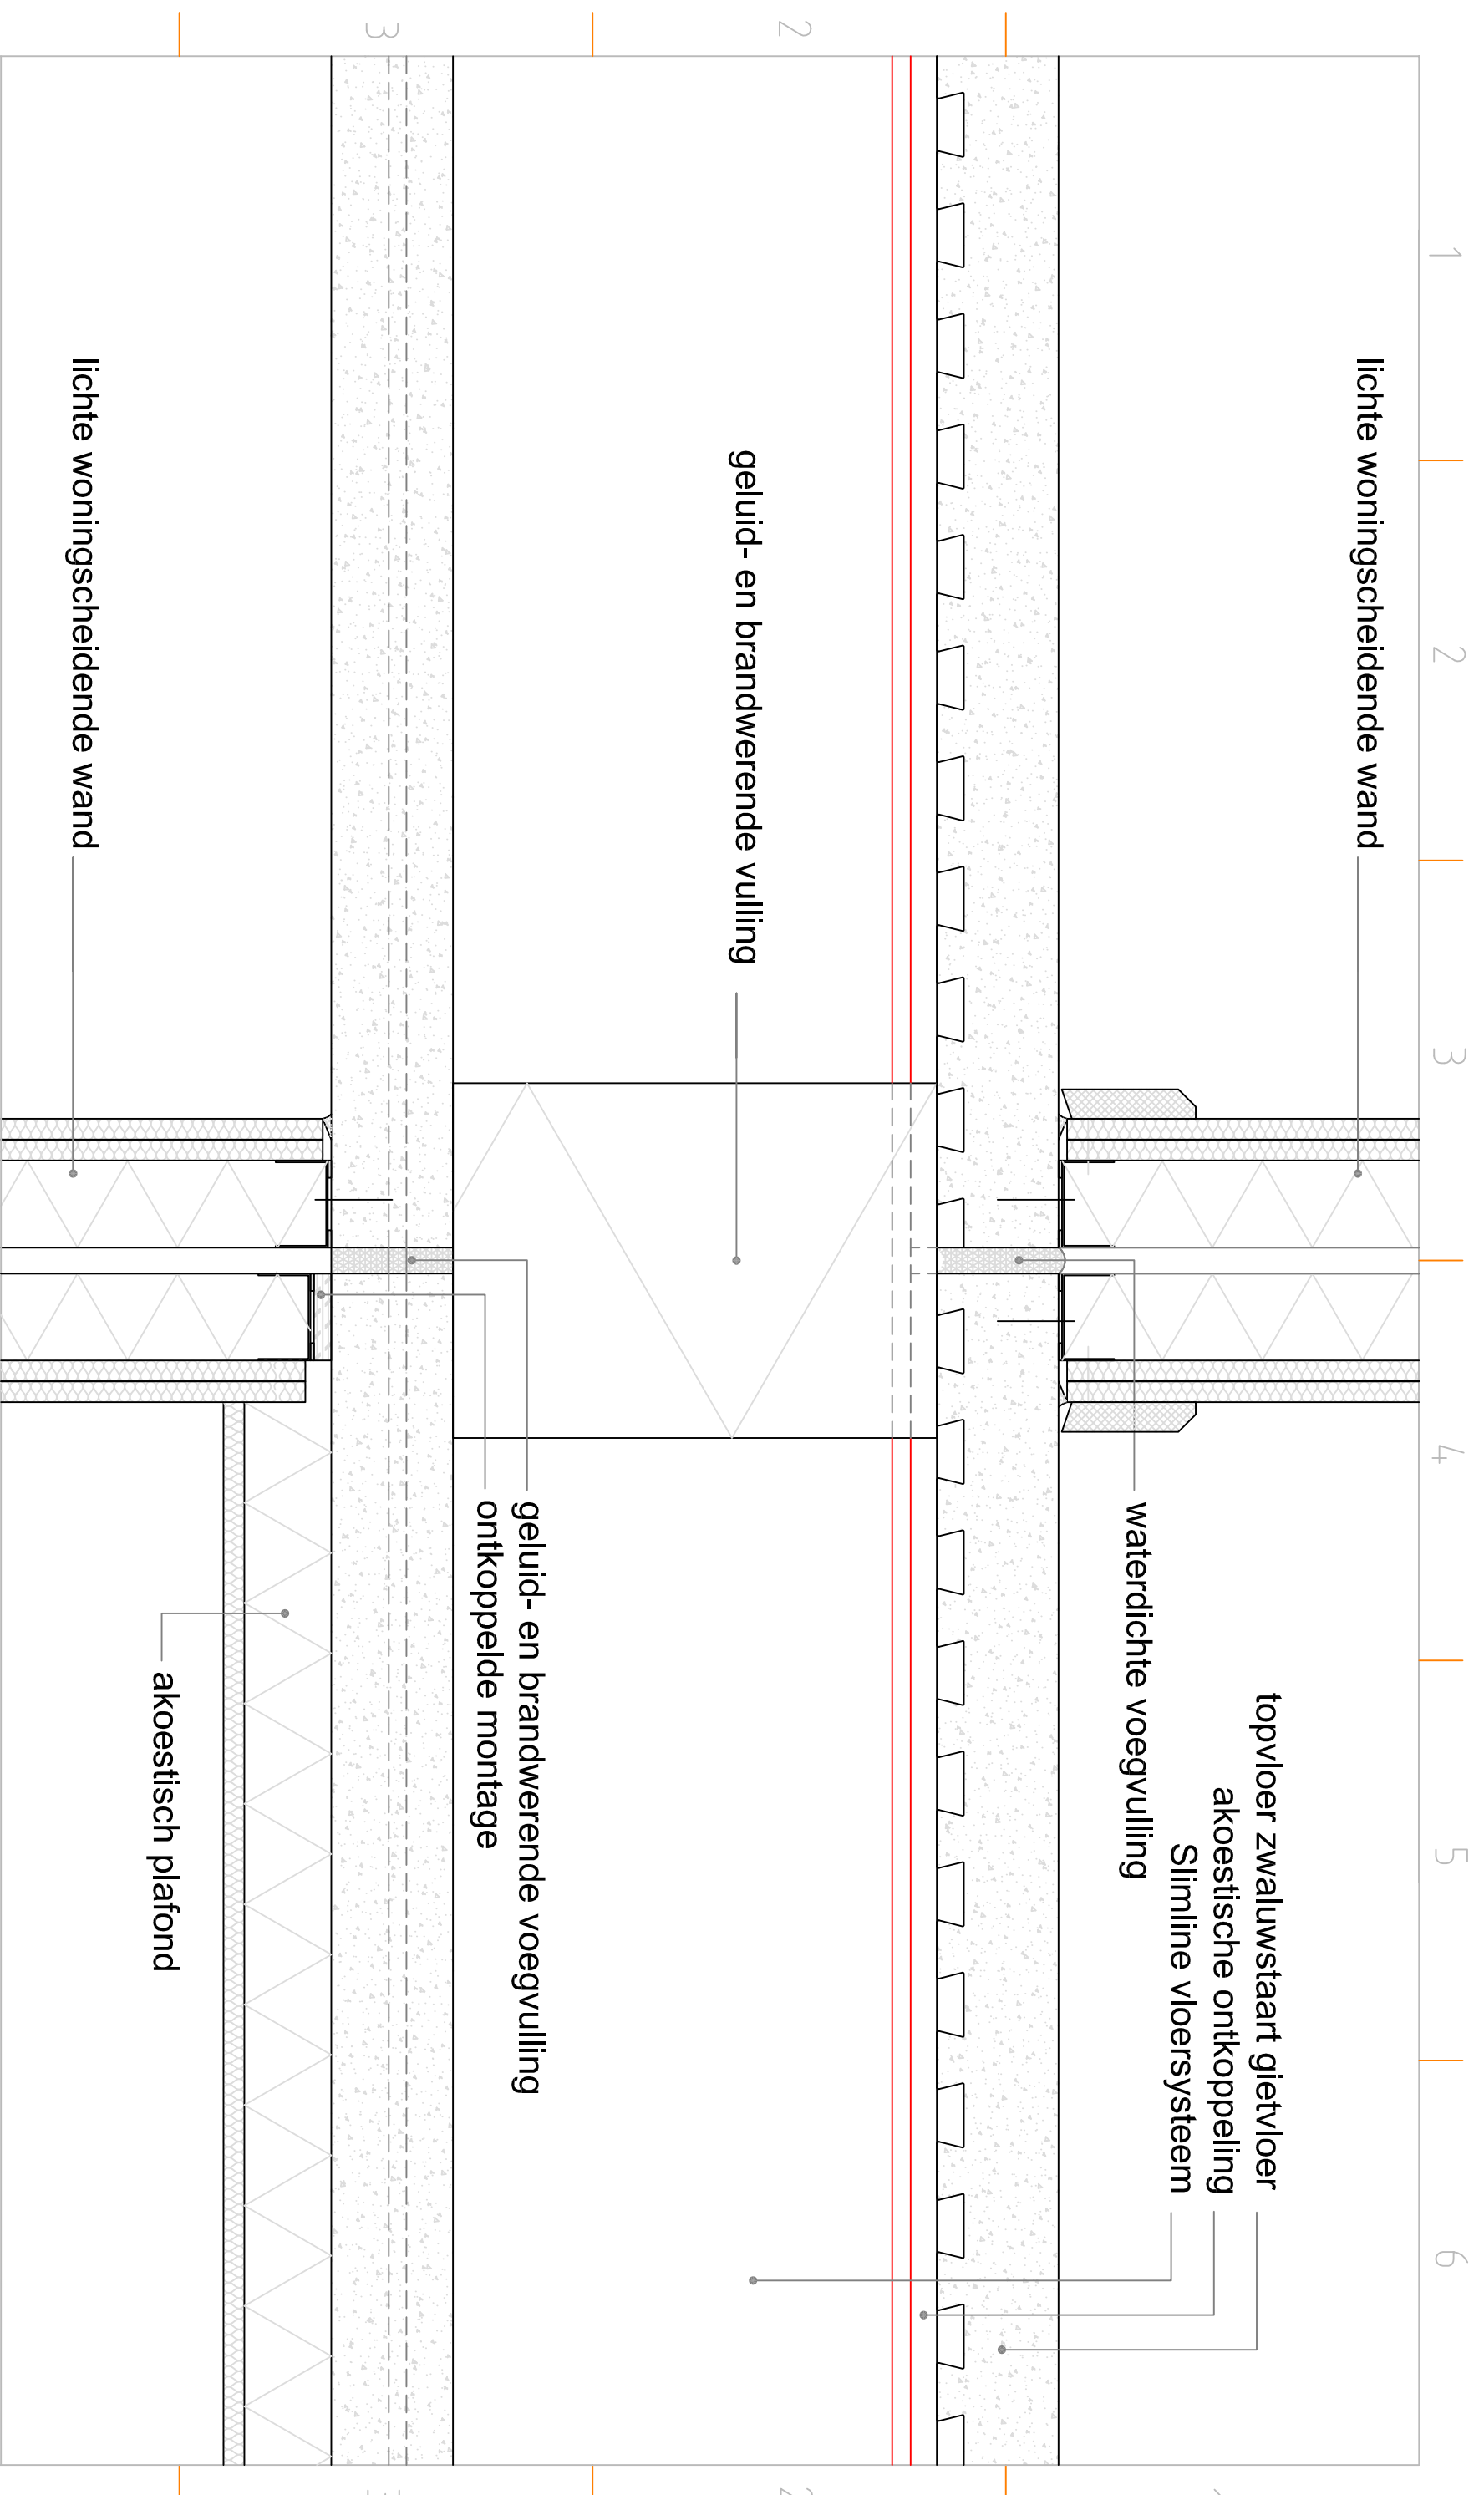 1
2
3
4
5
6
lichte woningscheidende wand
topvloer zwaluwstaart gietvloer
akoestische ontkoppeling
Slimline vloersysteem
waterdichte voegvulling
2
geluid- en brandwerende vulling
geluid- en brandwerende voegvulling
ontkoppelde montage
3
akoestisch plafond
lichte woningscheidende wand